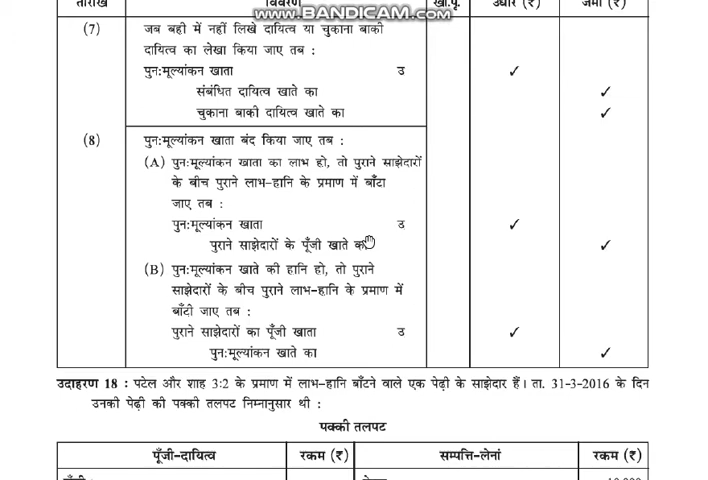 www.BANDICAM.com
तारीख विवरण खा.पृ. उधार (₹) जमा (₹)
(7) जब बही में नहीं लिखे दायित्व या चुकाना बाकी
दायित्व का लेखा किया जाए तब :
पुन:मूल्यांकन खाता उ ✓
संबंधित दायित्व खाते का ✓
चुकाना बाकी दायित्व खाते का ✓
(8) पुन:मूल्यांकन खाता बंद किया जाए तब :
(A) पुन:मूल्यांकन खाता का लाभ हो, तो पुराने साझेदारों
के बीच पुराने लाभ-हानि के प्रमाण में बाँटा
जाए तब :
पुन:मूल्यांकन खाता उ ✓
पुराने साझेदारों के पूँजी खाते का ✓
(B) पुन:मूल्यांकन खाते की हानि हो, तो पुराने
साझेदारों के बीच पुराने लाभ-हानि के प्रमाण में
बाँटी जाए तब :
पुराने साझेदारों का पूँजी खाता उ ✓
पुन:मूल्यांकन खाते का ✓
उदाहरण 18 : पटेल और शाह 3:2 के प्रमाण में लाभ-हानि बाँटने वाले एक पेढ़ी के साझेदार हैं। ता. 31-3-2016 के दिन
उनकी पेढ़ी की पक्की तलपट निम्नानुसार थी :
पक्की तलपट
पूँजी-दायित्व रकम (₹) सम्पत्ति-लेनां रकम (₹)